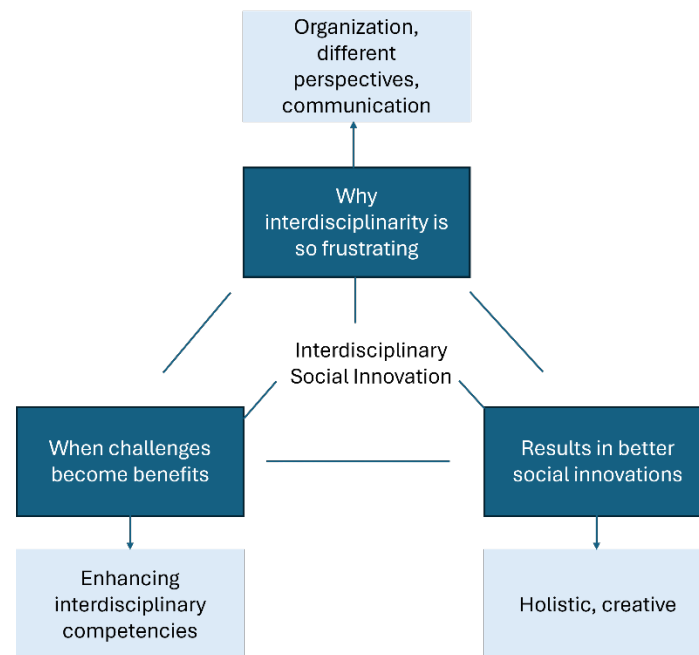 Organization,
different
perspectives,
communication
Why
interdisciplinarity is
so frustrating
Interdisciplinary
Social Innovation
When challenges
become benefits
Results in better
social innovations
Enhancing
interdisciplinary
competencies
Holistic, creative